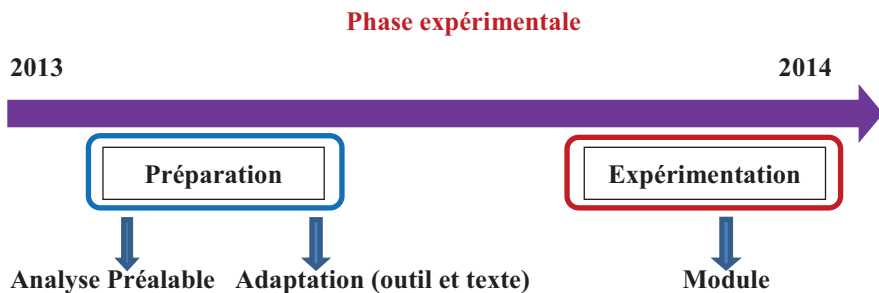 Phase expérimentale
2013 2014
Préparation Expérimentation
Analyse Préalable Adaptation (outil et texte) Module